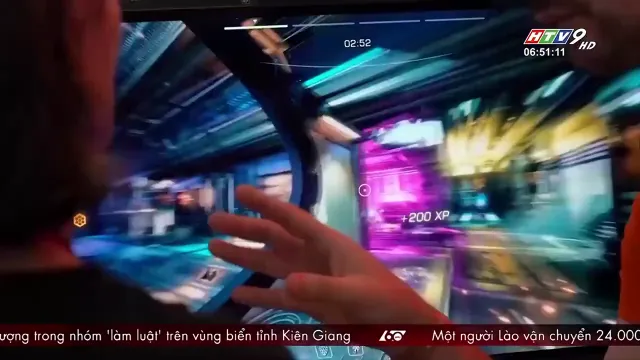 02:52
HTV9 HD
06:51:11
+200 XP
ượng trong nhóm 'làm luật' trên vùng biển tỉnh Kiên Giang
60
Một người Lào vận chuyển 24.000